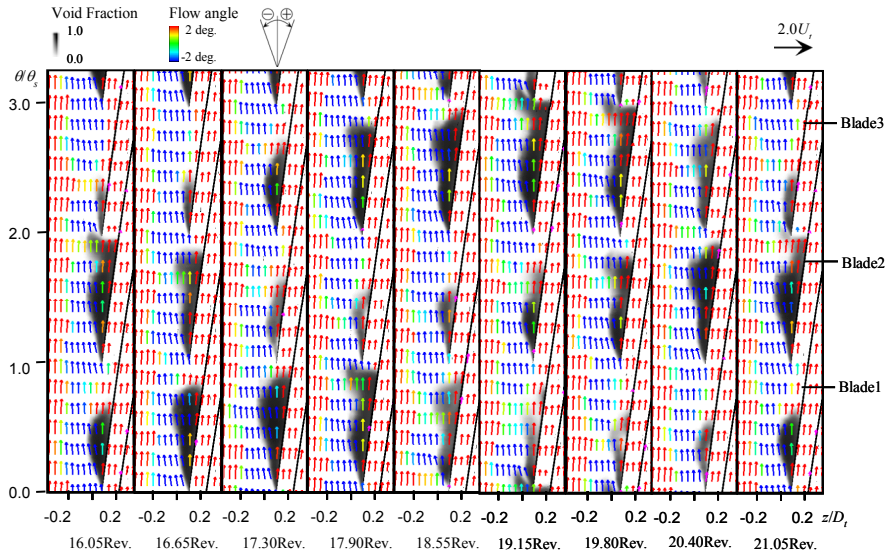 Void Fraction Flow angle
1.0 2 deg. ⊖ ⊕ 2.0Uₜ
0.0 -2 deg.
θ/θₛ
3.0
Blade3
2.0
Blade2
1.0
Blade1
0.0
-0.2 0.2 -0.2 0.2 -0.2 0.2 -0.2 0.2 -0.2 0.2 -0.2 0.2 -0.2 0.2 -0.2 0.2 -0.2 0.2 z/Dₜ
16.05Rev. 16.65Rev. 17.30Rev. 17.90Rev. 18.55Rev. 19.15Rev. 19.80Rev. 20.40Rev. 21.05Rev.